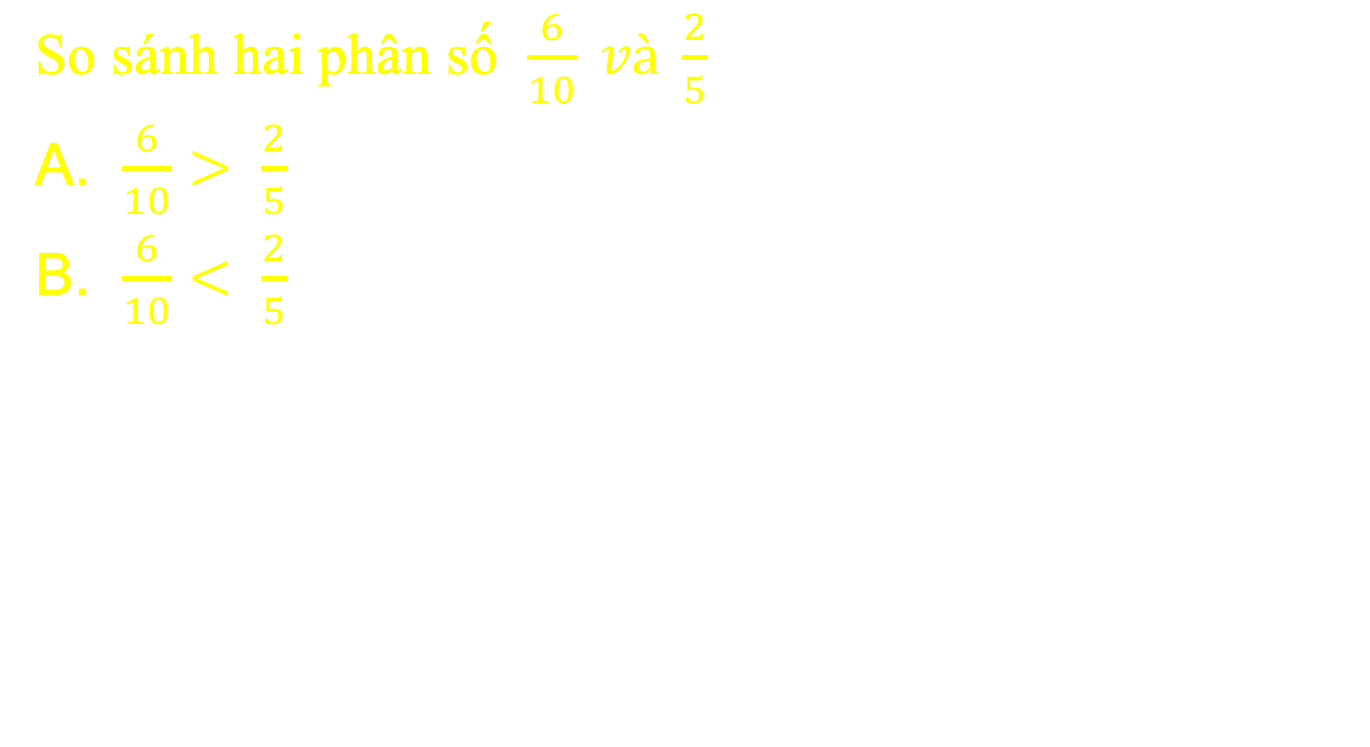 So sánh hai phân số 6/10 và 2/5
A. 6/10 > 2/5
B. 6/10 < 2/5